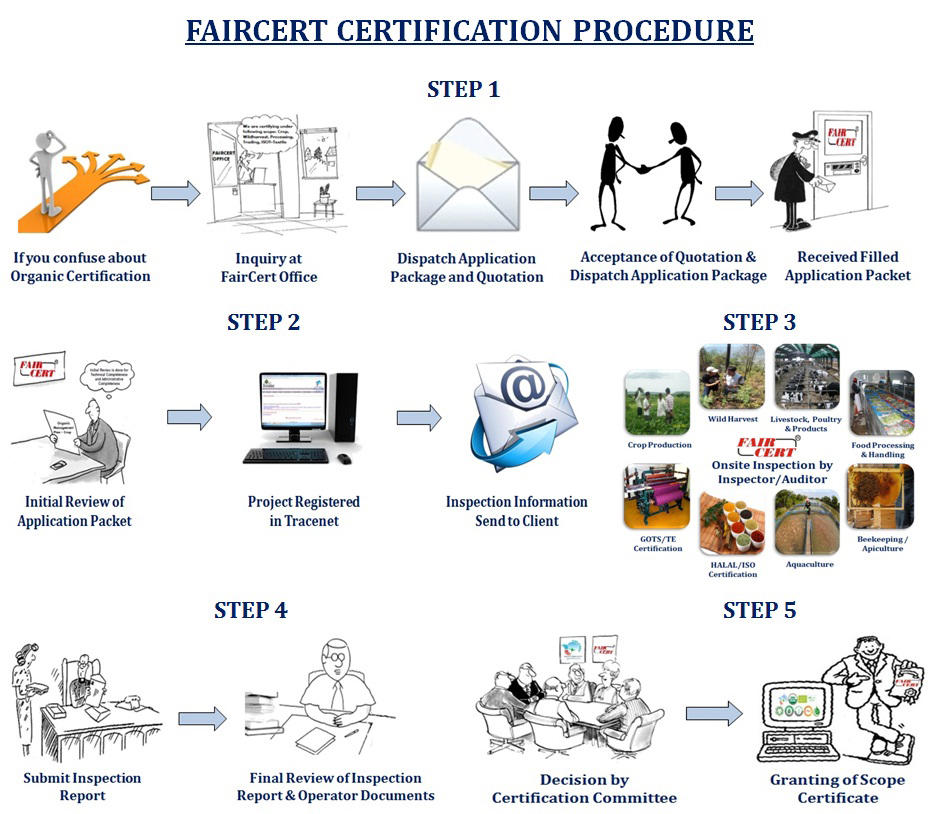 FAIRCERT CERTIFICATION PROCEDURE
STEP 1
We are certifying under
following scope: Crop,
Wildharvest, Processing,
Trading, ISOT-Textile
FAIRCERT
OFFICE
FAIR
CERT
If you confuse about
Organic Certification
Inquiry at
FairCert Office
Dispatch Application
Package and Quotation
Acceptance of Quotation &
Dispatch Application Package
Received Filled
Application Packet
STEP 2
FAIR
CERT
Initial Review is done for
Technical Completeness
and Administrative
Completeness
Organic
Management
Plan - Crop
@
Initial Review of
Application Packet
Project Registered
in Tracenet
Inspection Information
Send to Client
STEP 3
Crop Production
Wild Harvest
Livestock, Poultry
& Products
Food Processing
& Handling
FAIR
CERT
Onsite Inspection by
Inspector/Auditor
GOTS/TE
Certification
HALAL/ISO
Certification
Aquaculture
Beekeeping /
Apiculture
STEP 4
FAIR
CERT
Submit Inspection
Report
Final Review of Inspection
Report & Operator Documents
Decision by
Certification Committee
STEP 5
FAIR
CERT
Granting of Scope
Certificate